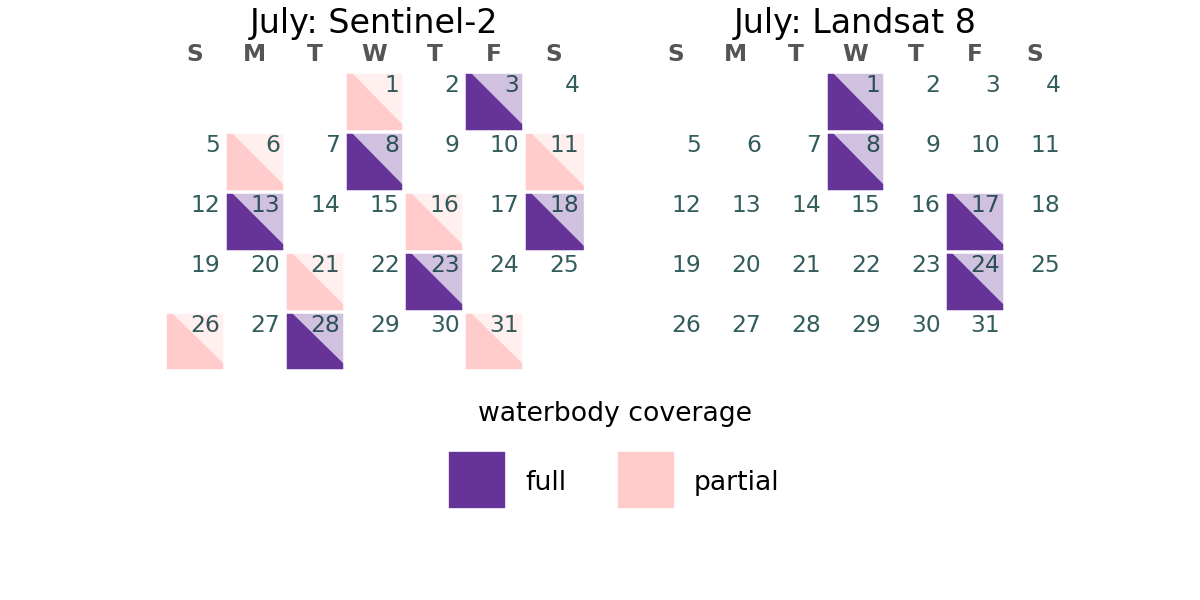 July: Sentinel-2
S M T W T F S
1 2 3 4
5 6 7 8 9 10 11
12 13 14 15 16 17 18
19 20 21 22 23 24 25
26 27 28 29 30 31
July: Landsat 8
S M T W T F S
1 2 3 4
5 6 7 8 9 10 11
12 13 14 15 16 17 18
19 20 21 22 23 24 25
26 27 28 29 30 31
waterbody coverage
full partial